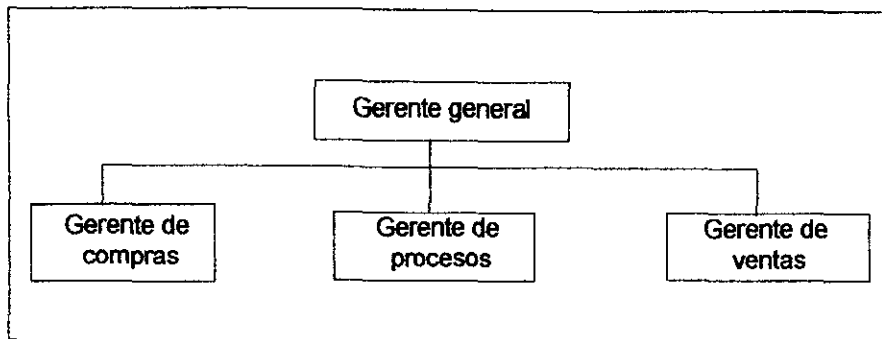 Gerente general
Gerente de
compras
Gerente de
procesos
Gerente de
ventas